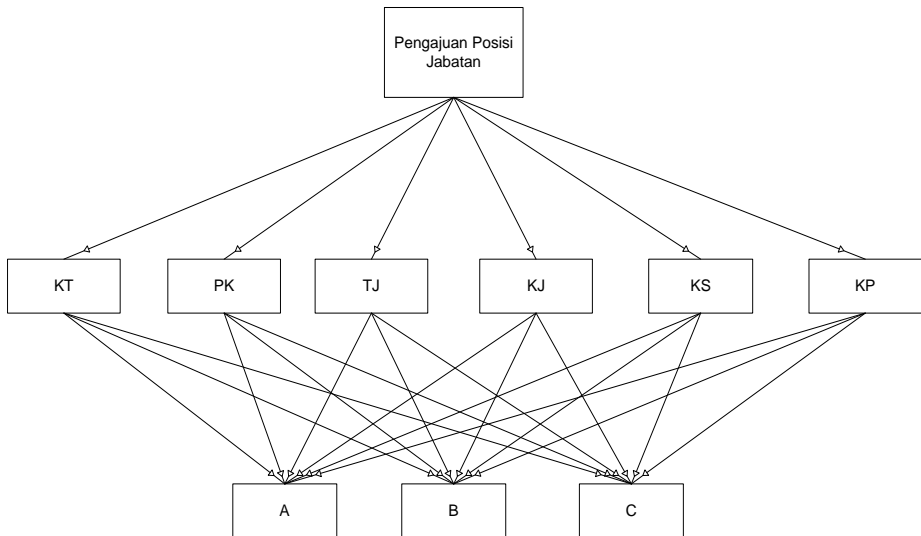 Pengajuan Posisi
Jabatan
KT
PK
TJ
KJ
KS
KP
A
B
C